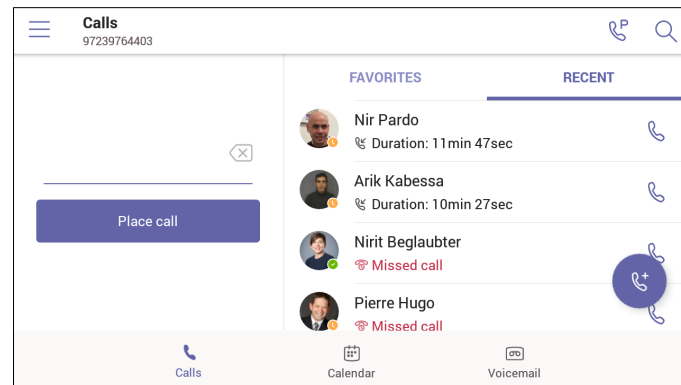 Calls
97239764403
P
FAVORITES
RECENT
Nir Pardo
Duration: 11min 47sec
Arik Kabessa
Duration: 10min 27sec
Place call
Nirit Beglaubter
Missed call
Pierre Hugo
Missed call
Calls
Calendar
Voicemail